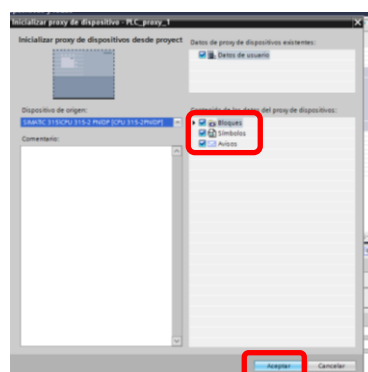 Inicializar proxy de dispositivo - PLC_proxy_1
Inicializar proxy de dispositivos desde proyect
Datos de proxy de dispositivos existentes:
Datos de usuario
Dispositivo de origen:
SIMATIC 315\CPU 315-2 PN/DP [CPU 315-2 PN/DP]
Comentario:
Contenido de los datos del proxy de dispositivos:
Bloques
Símbolos
Avisos
Aceptar
Cancelar